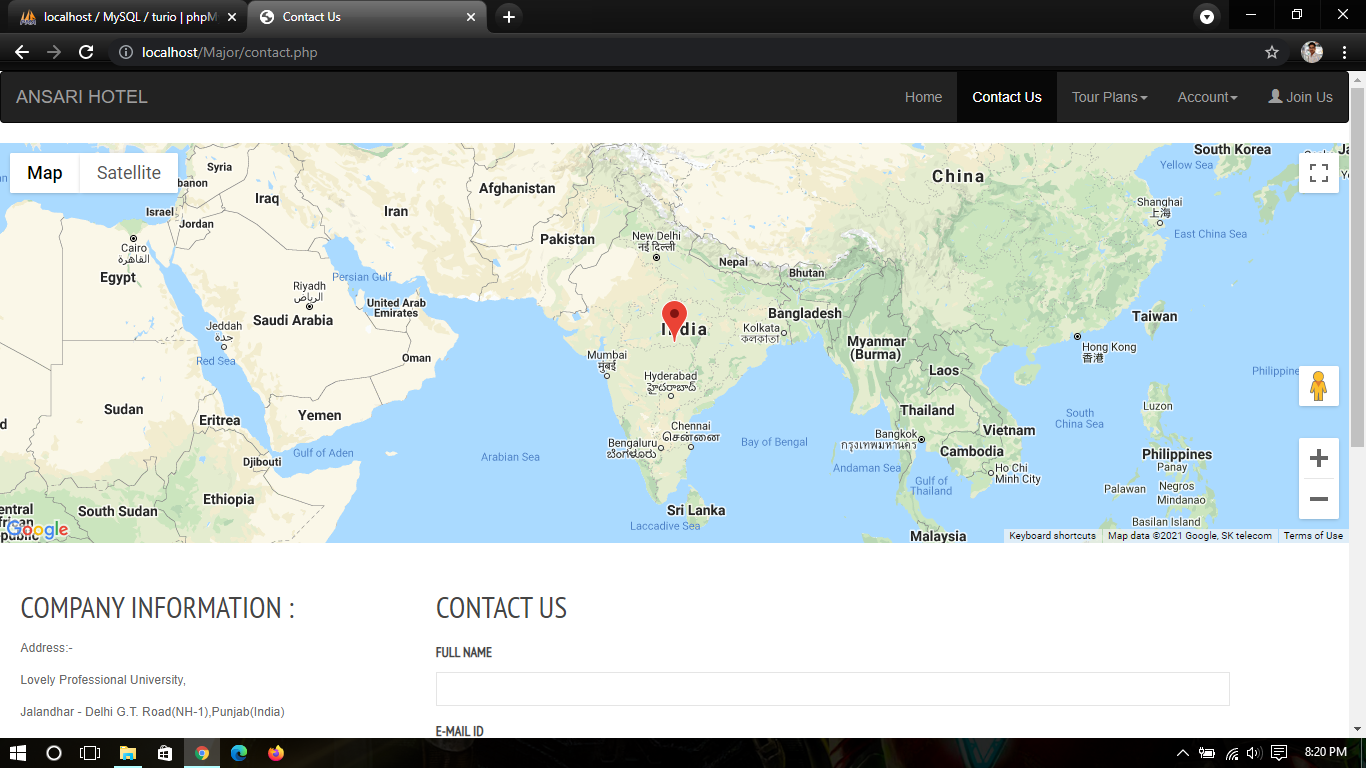 localhost / MySQL / turio | phpM
Contact Us
localhost/Major/contact.php
ANSARI HOTEL
Home
Contact Us
Tour Plans
Account
Join Us
Map
Satellite
Syria
Lebanon
Israel
Jordan
Iraq
Iran
Afghanistan
Pakistan
China
South Korea
Yellow Sea
Shanghai
上海
East China Sea
New Delhi
नई दिल्ली
Nepal
Bhutan
Cairo
القاهرة
Egypt
Persian Gulf
Riyadh
الرياض
Saudi Arabia
United Arab
Emirates
Jeddah
جدة
Red Sea
Oman
India
Kolkata
কলকাতা
Bangladesh
Myanmar
(Burma)
Taiwan
Hong Kong
香港
Mumbai
मुंबई
Hyderabad
హైదరాబాద్
Laos
Philippine
Sudan
Eritrea
Yemen
Thailand
Luzon
South
China Sea
Chennai
சென்னை
Bengaluru
ಬೆಂಗಳೂರು
Bay of Bengal
Bangkok
กรุงเทพมหานคร
Vietnam
Cambodia
Philippines
Gulf of Aden
Djibouti
Arabian Sea
Andaman Sea
Ho Chi
Minh City
Panay
Gulf of
Thailand
Palawan
Negros
Mindanao
Ethiopia
South Sudan
Sri Lanka
Laccadive Sea
Basilan Island
Malaysia
Google
Keyboard shortcuts
Map data ©2021 Google, SK telecom
Terms of Use
COMPANY INFORMATION :
Address:-
Lovely Professional University,
Jalandhar - Delhi G.T. Road(NH-1),Punjab(India)
CONTACT US
FULL NAME
E-MAIL ID
8:20 PM